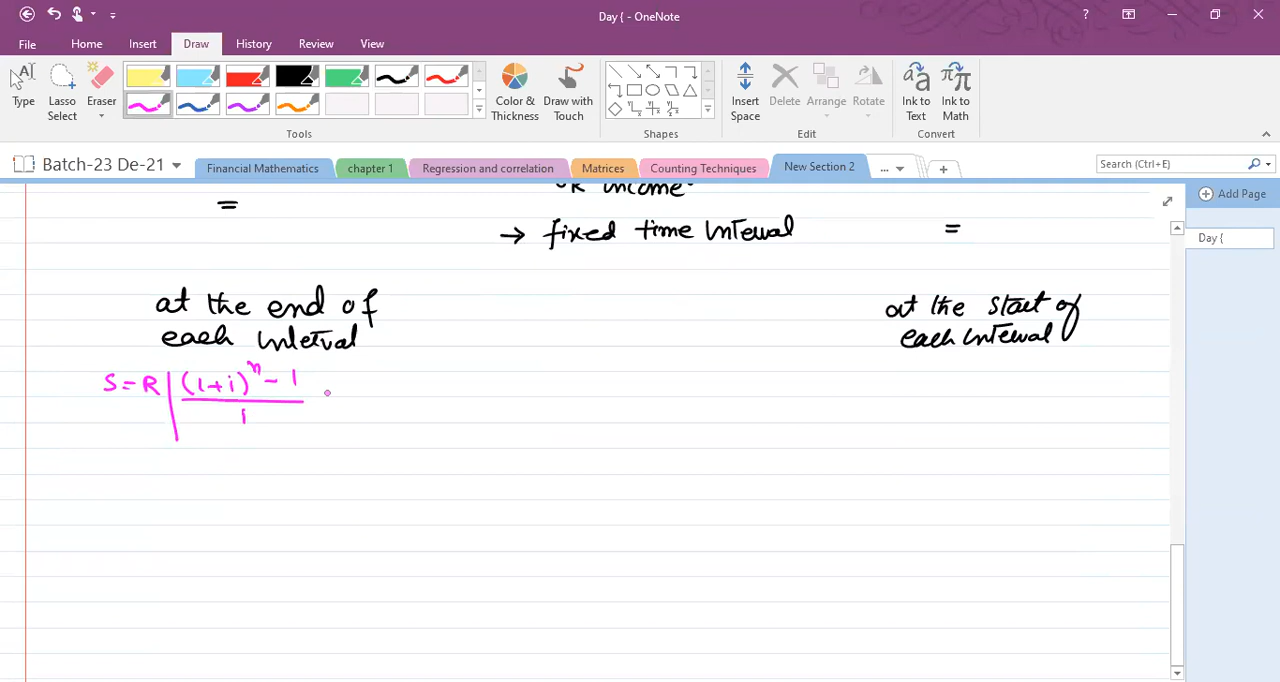 Day { - OneNote
?
File Home Insert Draw History Review View
Type
Lasso Select
Eraser
Color & Thickness
Draw with Touch
Insert Space
Delete
Arrange
Rotate
Ink to Text
Ink to Math
Tools
Shapes
Edit
Convert
Batch-23 De-21
Financial Mathematics
chapter 1
Regression and correlation
Matrices
Counting Techniques
New Section 2
...
Search (Ctrl+E)
Add Page
Day {
OR income.
= → fixed time Interval =
at the end of
each interval
at the start of
each Interval
S = R | (1+i)^n - 1
i